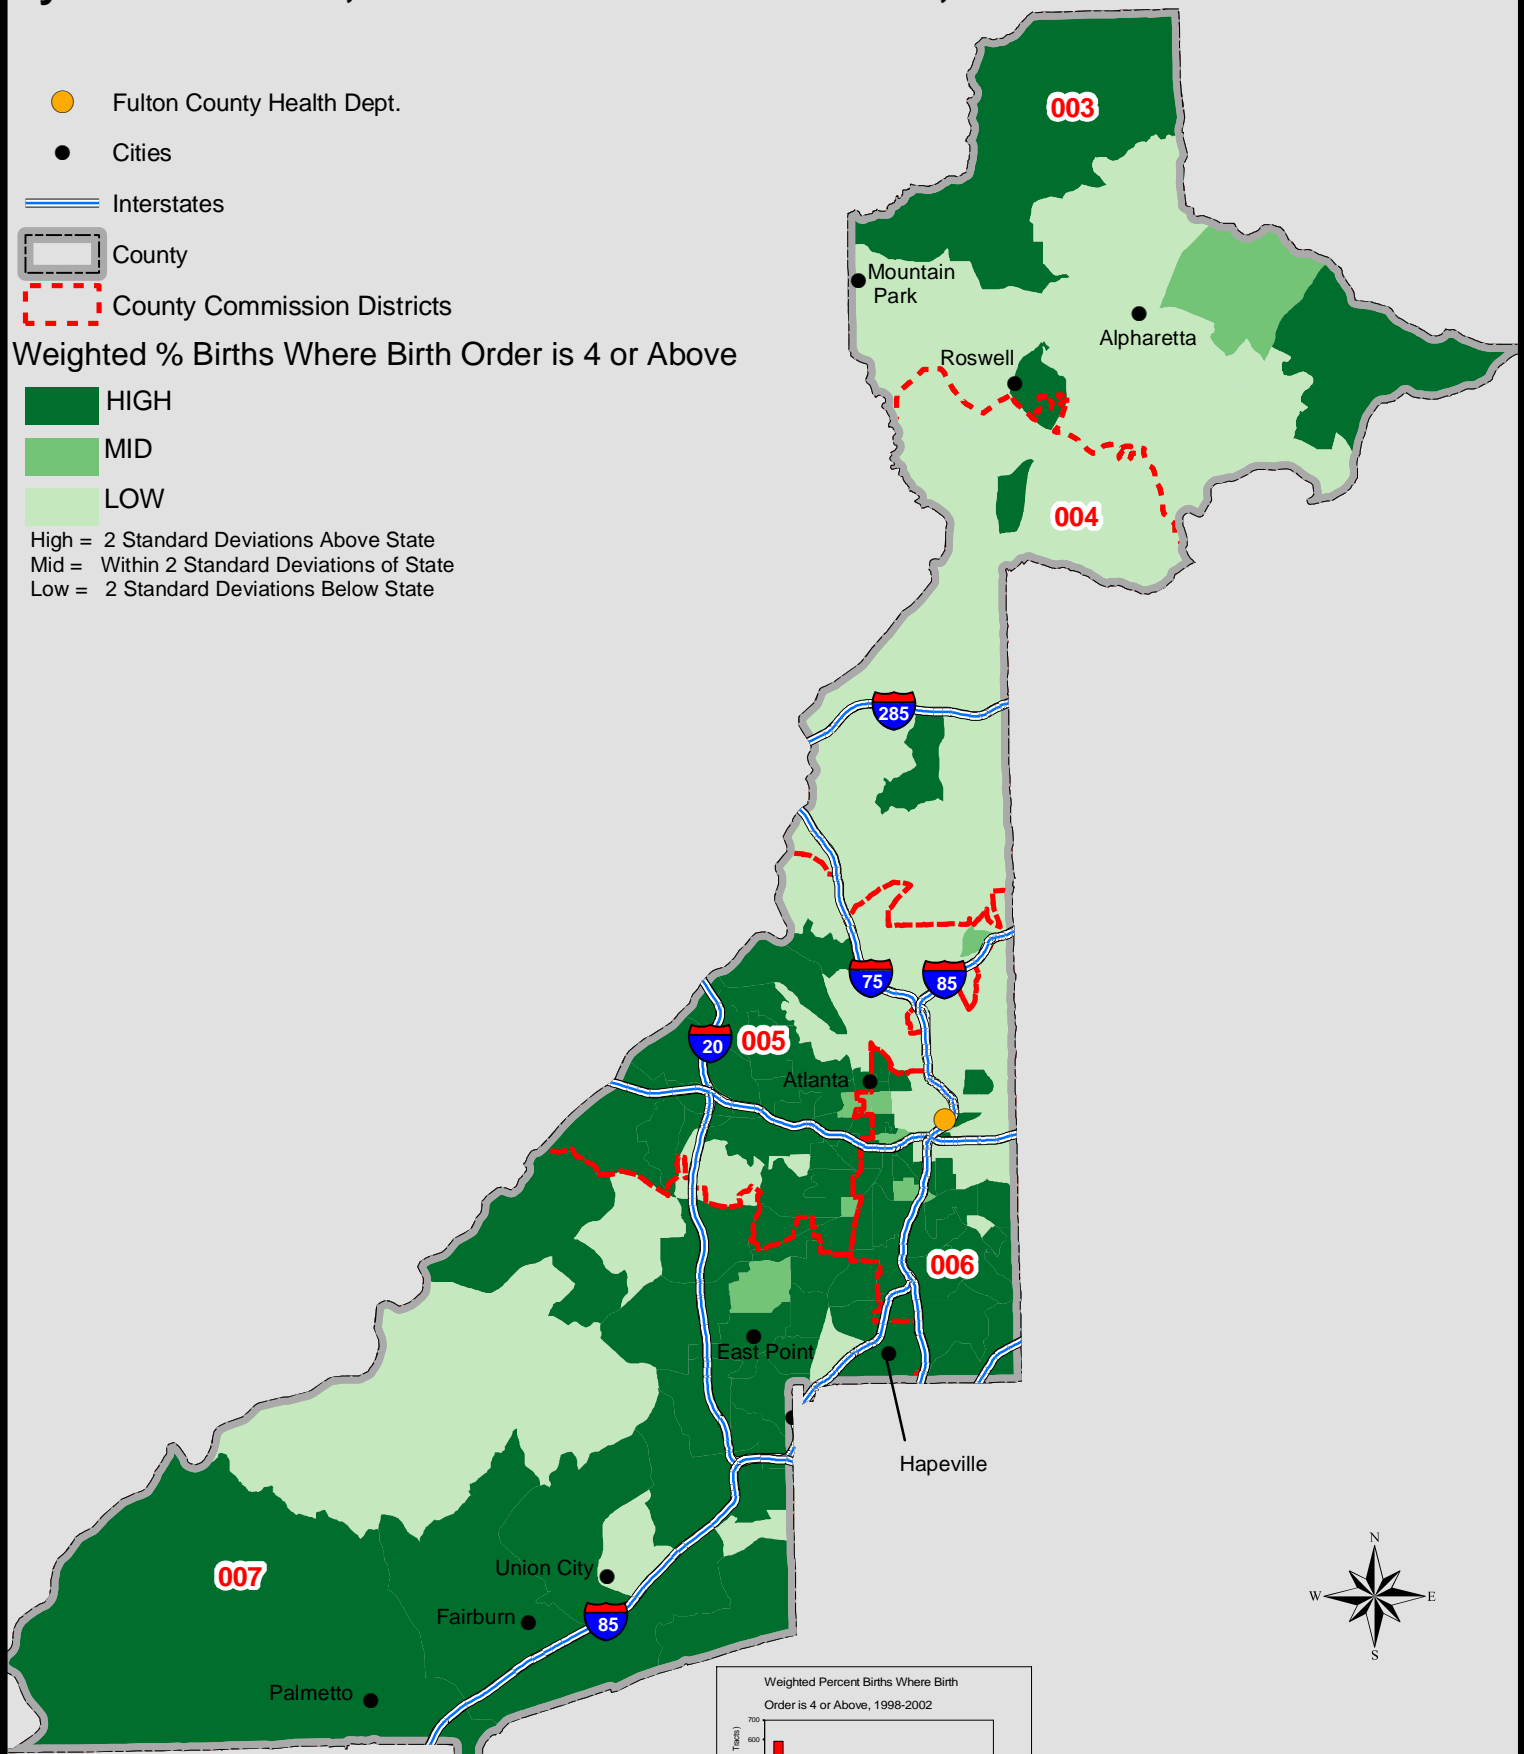 Fulton County Health Dept.
Cities
Interstates
County
County Commission Districts
Weighted % Births Where Birth Order is 4 or Above
HIGH
MID
LOW
High = 2 Standard Deviations Above State
Mid = Within 2 Standard Deviations of State
Low = 2 Standard Deviations Below State
003
Mountain
Park
Alpharetta
Roswell
004
285
75
85
20
005
Atlanta
006
East Point
Hapeville
007
Union City
Fairburn
85
Palmetto
N
W
E
S
Weighted Percent Births Where Birth
Order is 4 or Above, 1998-2002
700
600
Tracts)